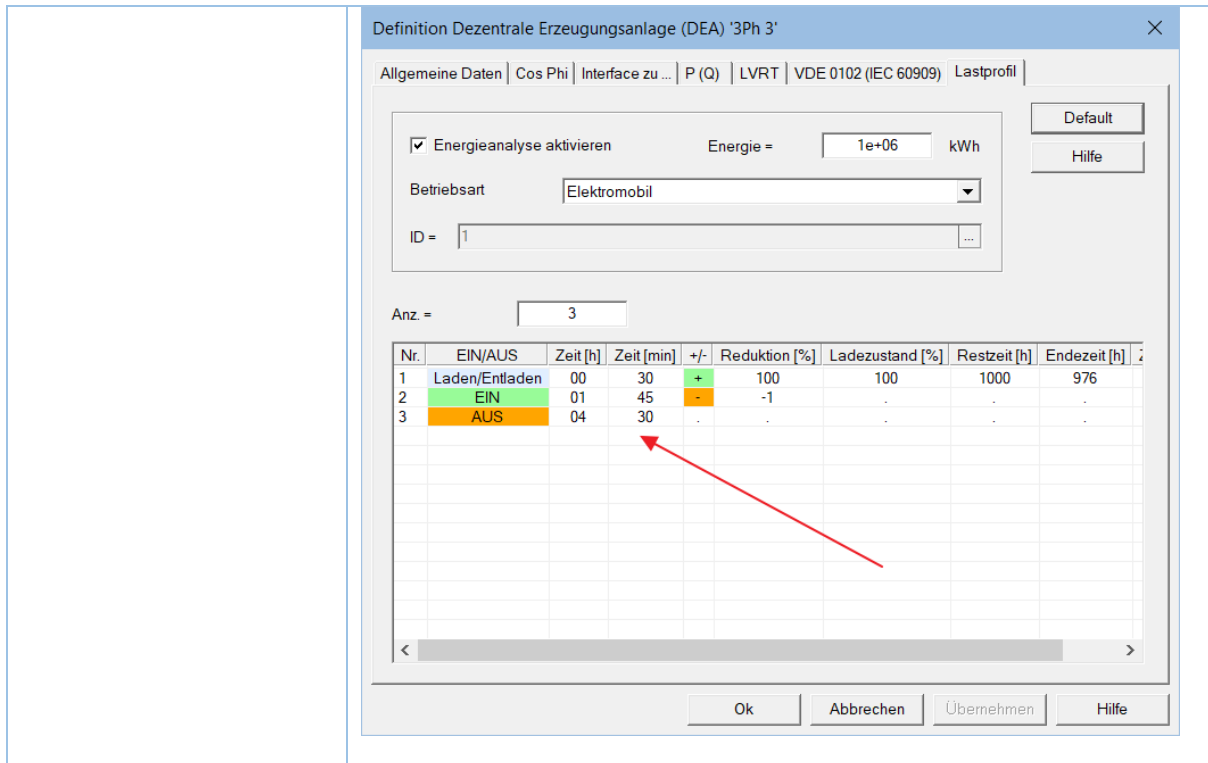 Definition Dezentrale Erzeugungsanlage (DEA) '3Ph 3'
Allgemeine Daten Cos Phi Interface zu ... P (Q) LVRT VDE 0102 (IEC 60909) Lastprofil
Default
Energieanalyse aktivieren Energie = 1e+06 kWh
Hilfe
Betriebsart Elektromobil
ID = 1 ...
Anz. = 3
Nr. EIN/AUS Zeit [h] Zeit [min] +/- Reduktion [%] Ladezustand [%] Restzeit [h] Endezeit [h]
1 Laden/Entladen 00 30 + 100 100 1000 976
2 EIN 01 45 - -1 . . .
3 AUS 04 30 . . . . .
Ok Abbrechen Übernehmen Hilfe